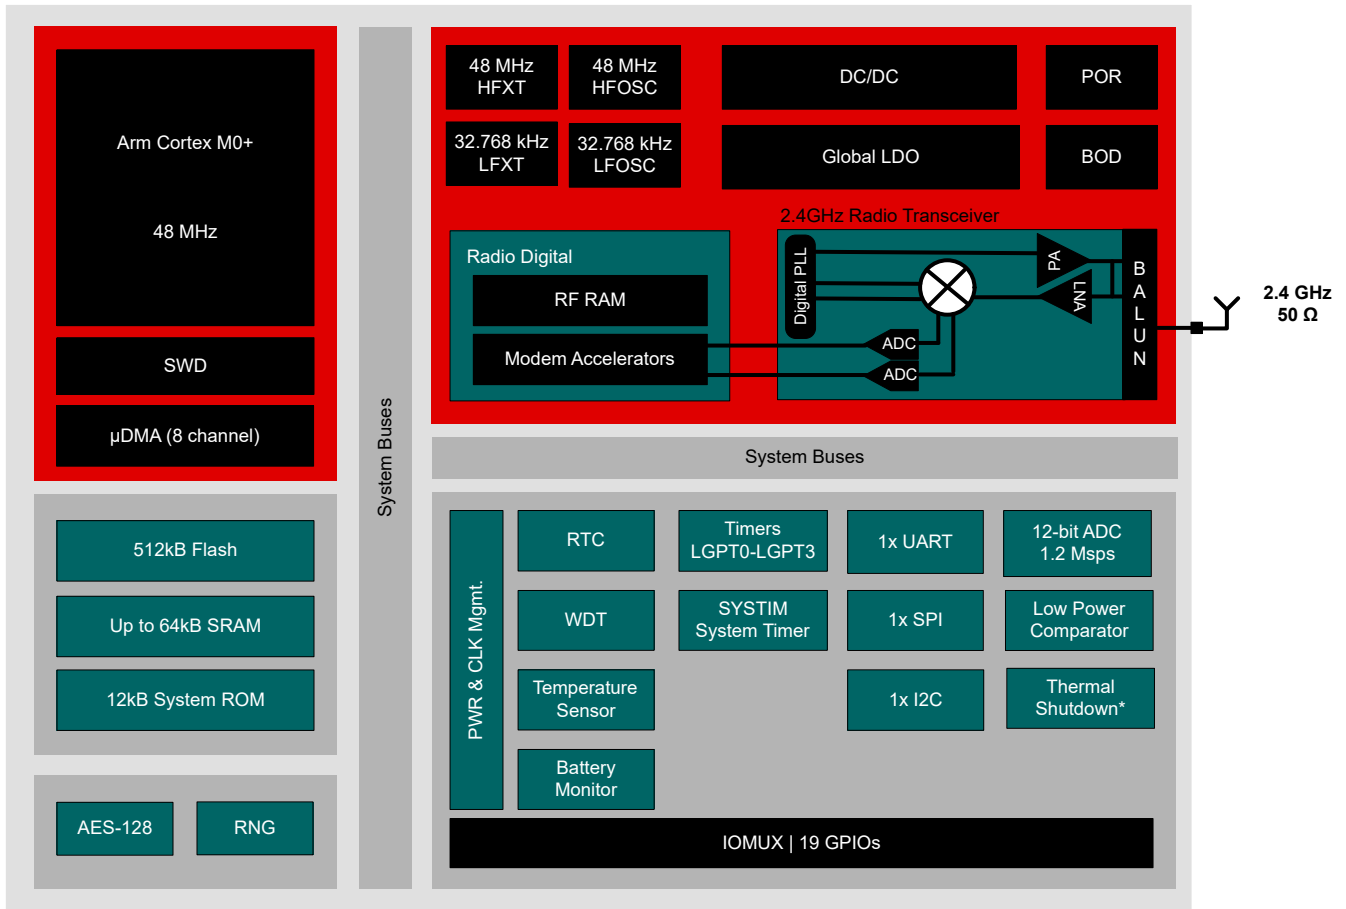 Arm Cortex M0+
48 MHz
SWD
µDMA (8 channel)
512kB Flash
Up to 64kB SRAM
12kB System ROM
AES-128
RNG
System Buses
48 MHz
HFXT
48 MHz
HFOSC
DC/DC
POR
32.768 kHz
LFXT
32.768 kHz
LFOSC
Global LDO
BOD
Radio Digital
RF RAM
Modem Accelerators
2.4GHz Radio Transceiver
Digital PLL
ADC
ADC
PA
LNA
BALUN
2.4 GHz
50 Ω
System Buses
PWR & CLK Mgmt.
RTC
Timers
LGPT0-LGPT3
1x UART
12-bit ADC
1.2 Msps
WDT
SYSTIM
System Timer
1x SPI
Low Power
Comparator
Temperature
Sensor
1x I2C
Thermal
Shutdown*
Battery
Monitor
IOMUX | 19 GPIOs